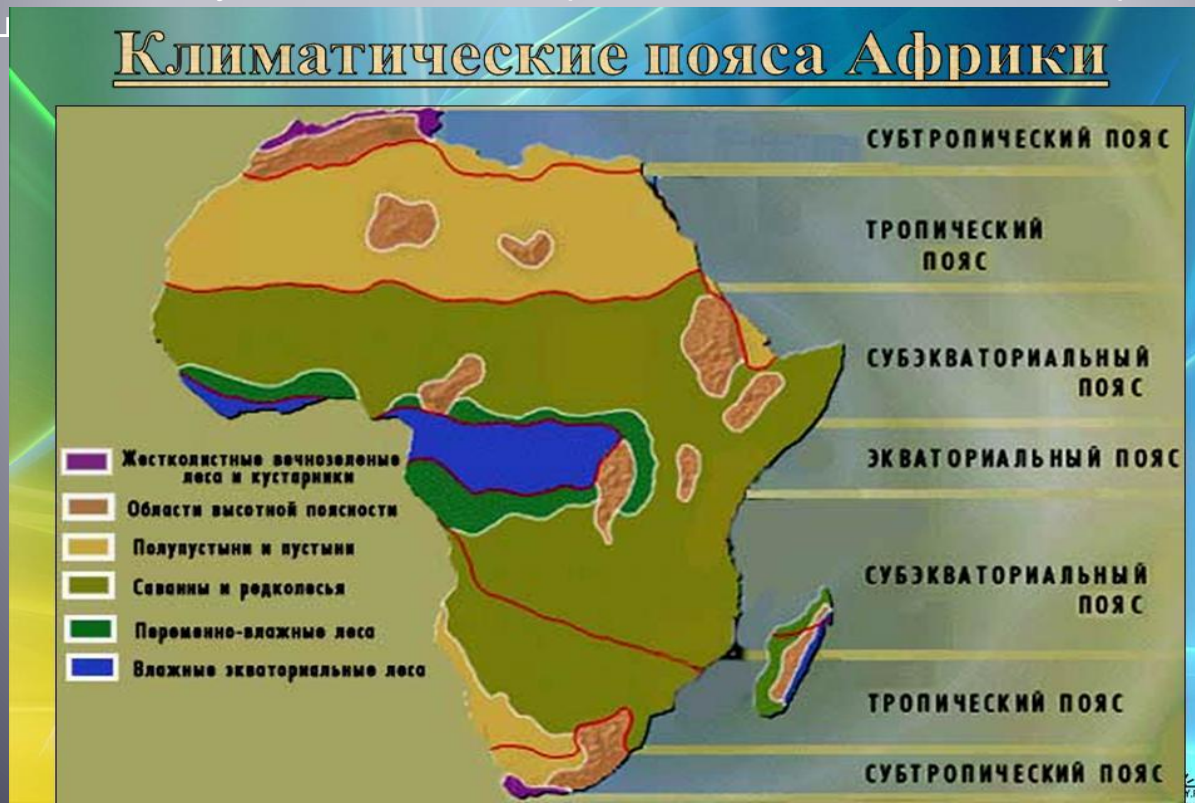 Климатические пояса Африки
СУБТРОПИЧЕСКИЙ ПОЯС
ТРОПИЧЕСКИЙ
ПОЯС
СУБЭКВАТОРИАЛЬНЫЙ
ПОЯС
ЭКВАТОРИАЛЬНЫЙ ПОЯС
СУБЭКВАТОРИАЛЬНЫЙ
ПОЯС
ТРОПИЧЕСКИЙ ПОЯС
СУБТРОПИЧЕСКИЙ ПОЯС
Жестколистные вечнозеленые
леса и кустарники
Области высотной поясности
Полупустыни и пустыни
Саванны и редколесья
Переменно-влажные леса
Влажные экваториальные леса